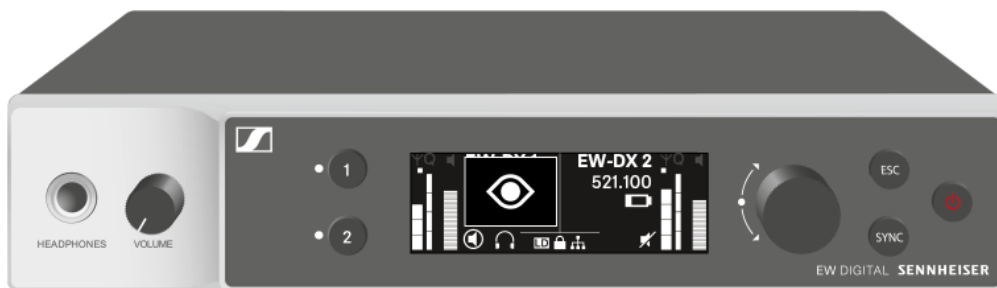 1
2
HEADPHONES
VOLUME
EW-DX 2
521.100
LD
ESC
SYNC
EW DIGITAL SENNHEISER